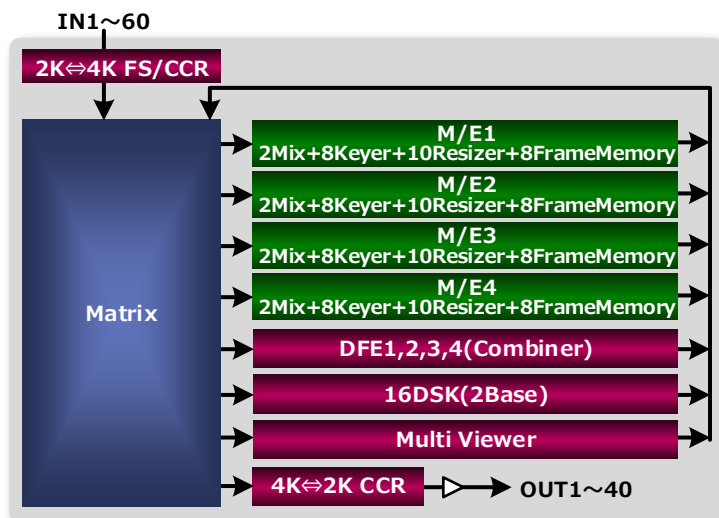 IN1～60
2K⇔4K FS/CCR
M/E1
2Mix+8Keyer+10Resizer+8FrameMemory
M/E2
2Mix+8Keyer+10Resizer+8FrameMemory
M/E3
2Mix+8Keyer+10Resizer+8FrameMemory
M/E4
2Mix+8Keyer+10Resizer+8FrameMemory
Matrix
DFE1,2,3,4(Combiner)
16DSK(2Base)
Multi Viewer
4K⇔2K CCR
OUT1～40